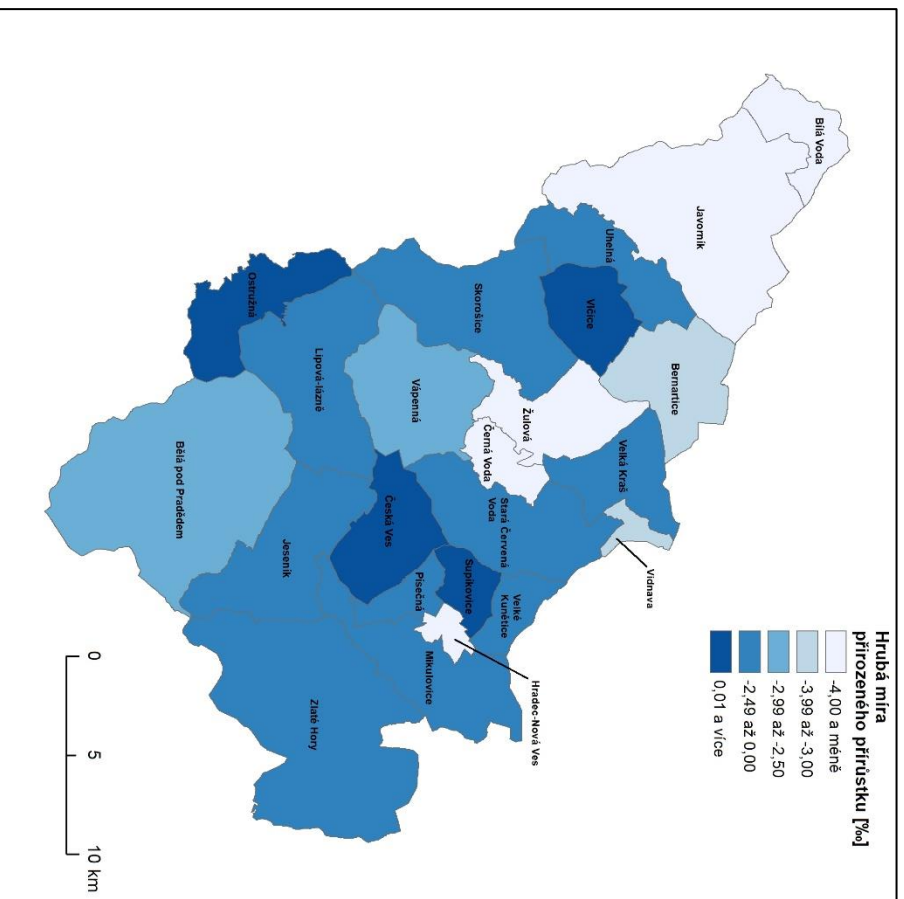 Hrubá míra
přirozeného přírůstku [‰]
-4,00 a méně
-3,99 až -3,00
-2,99 až -2,50
-2,49 až 0,00
0,01 a více
Bílá Voda
Javorník
Uhelná
Vlčice
Bernartice
Skorošice
Žulová
Černá Voda
Velká Kraš
Vidnava
Vápenná
Stará Červená
Voda
Velké
Kunětice
Supíkovice
Hradec-Nová Ves
Ostružná
Lipová-lázně
Česká Ves
Písečná
Mikulovice
Jeseník
Bělá pod Pradědem
Zlaté Hory
0
5
10 km